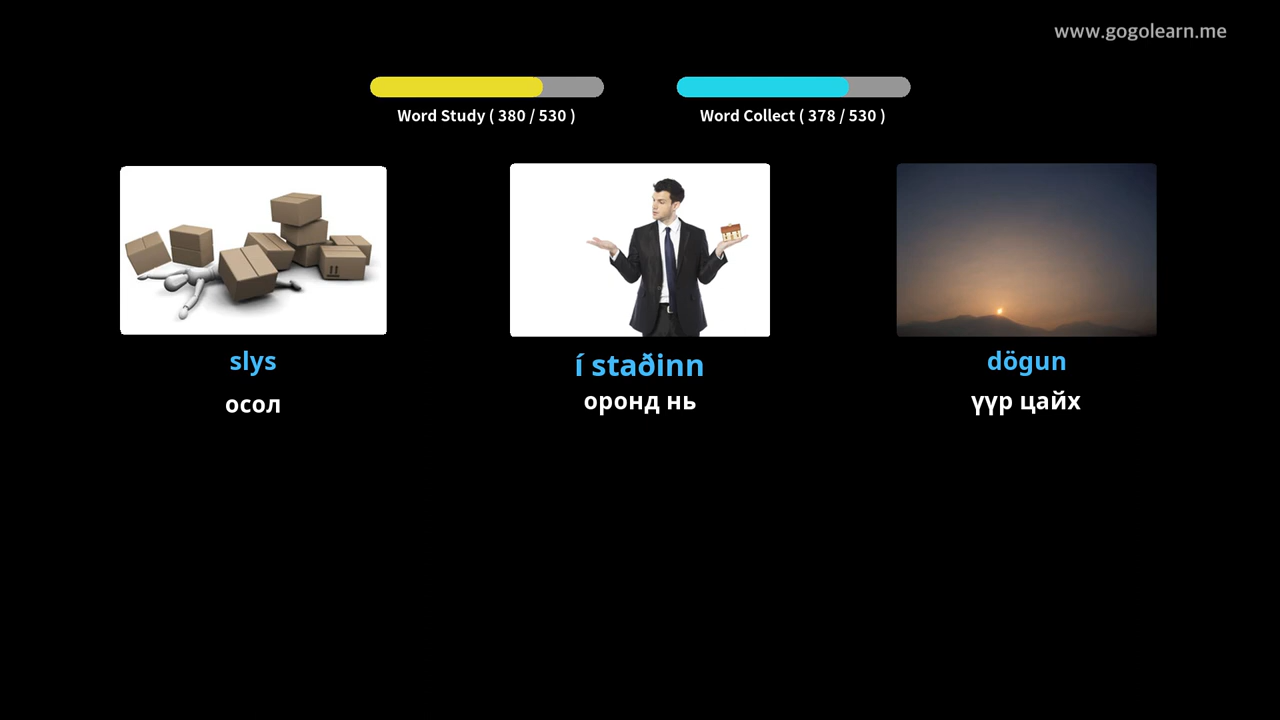 www.gogolearn.me
Word Study ( 380 / 530 )
Word Collect ( 378 / 530 )
slys
í staðinn
dögun
осол
оронд нь
үүр цайх